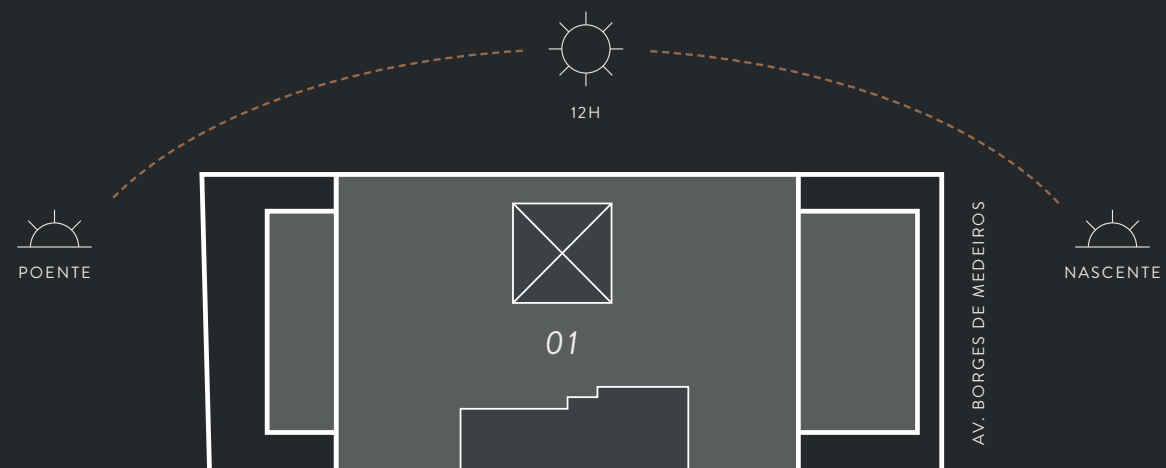 12H
POENTE
NASCENTE
AV. BORGES DE MEDEIROS
01